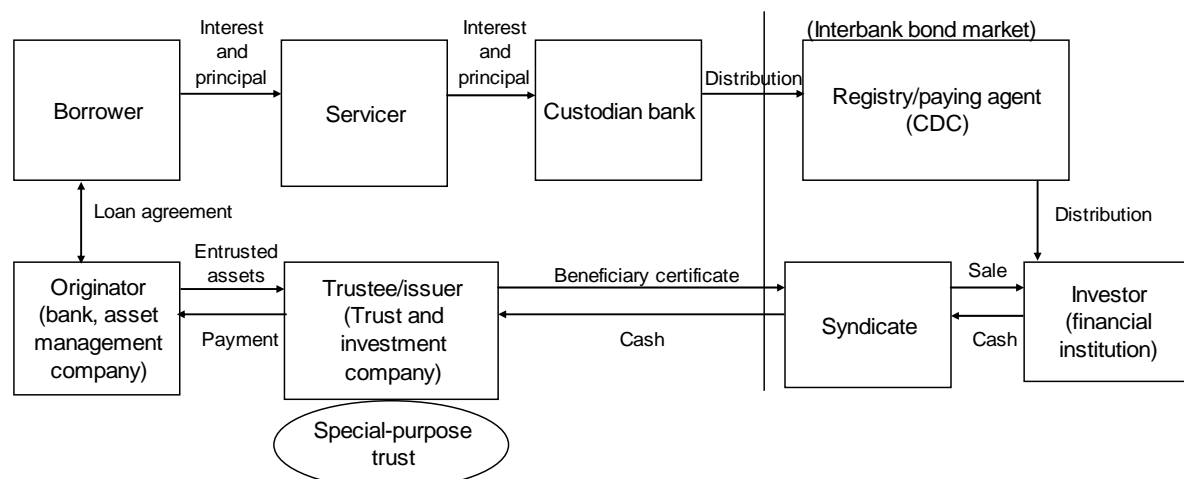 Interest
and
principal
Interest
and
principal
(Interbank bond market)
Borrower
Servicer
Custodian bank
Distribution
Registry/paying agent
(CDC)
Loan agreement
Distribution
Entrusted
assets
Beneficiary certificate
Sale
Originator
(bank, asset
management
company)
Trustee/issuer
(Trust and
investment
company)
Syndicate
Investor
(financial
institution)
Payment
Cash
Cash
Special-purpose
trust